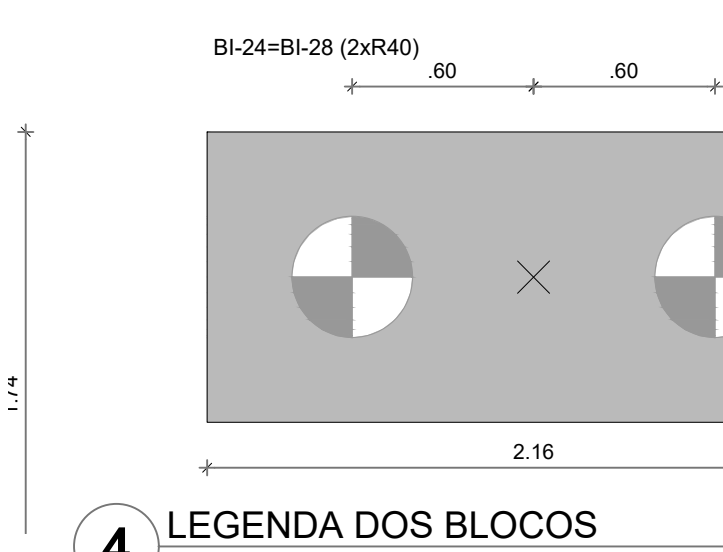 BI-24=BI-28 (2xR40)
.60
.60
2.16
4
LEGENDA DOS BLOCOS